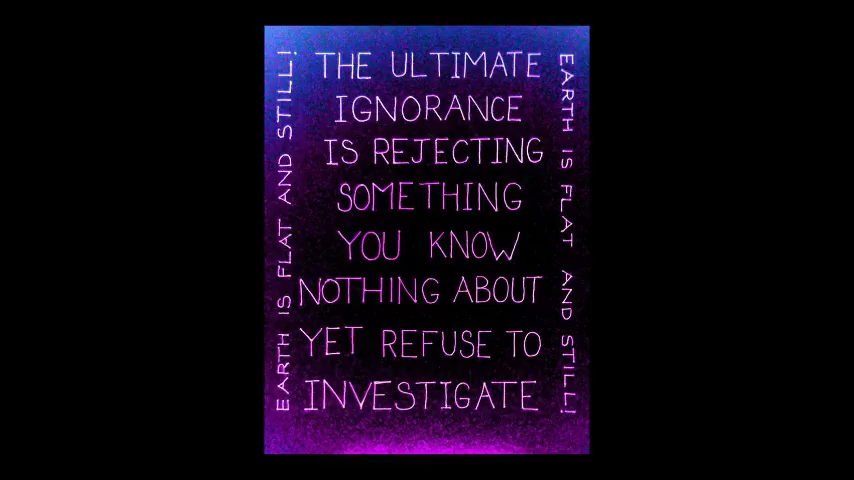 EARTH IS FLAT AND STILL!
THE ULTIMATE
IGNORANCE
IS REJECTING
SOMETHING
YOU KNOW
NOTHING ABOUT
YET REFUSE TO
INVESTIGATE
EARTH IS FLAT AND STILL!